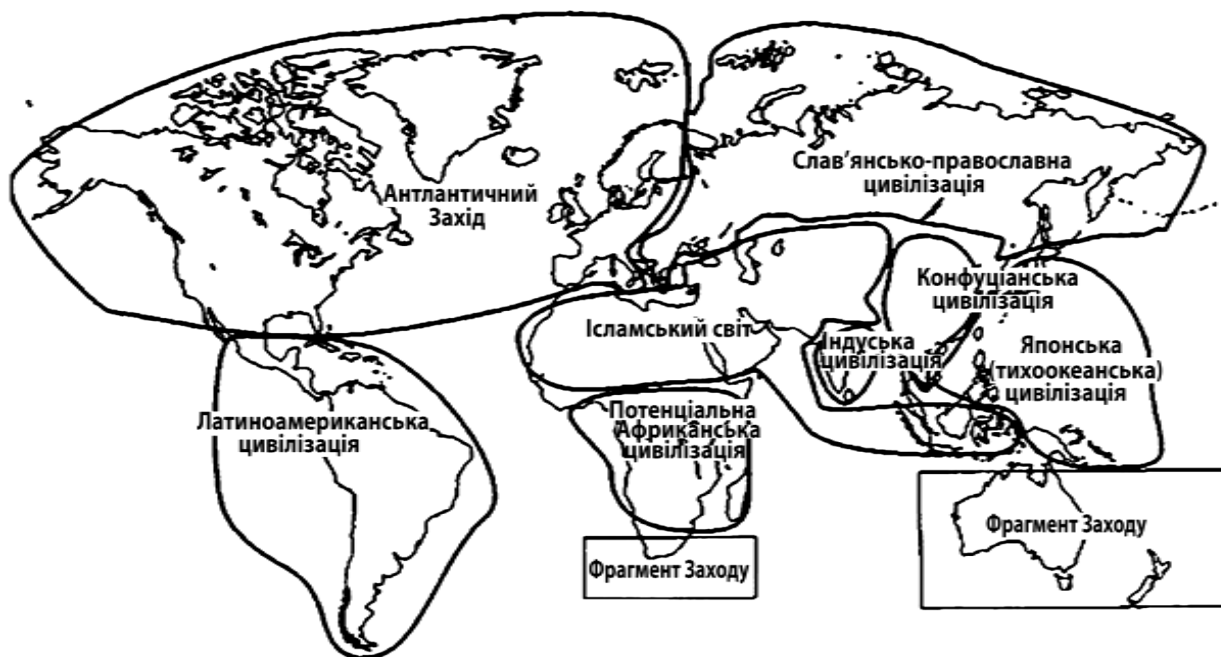 Антлантичний
Захід
Слав’янсько-православна
цивілізація
Конфуціанська
цивілізація
Ісламський світ
Індуська
цивілізація
Японська
(тихоокеанська)
цивілізація
Латиноамериканська
цивілізація
Потенціальна
Африканська
цивілізація
Фрагмент Заходу
Фрагмент Заходу